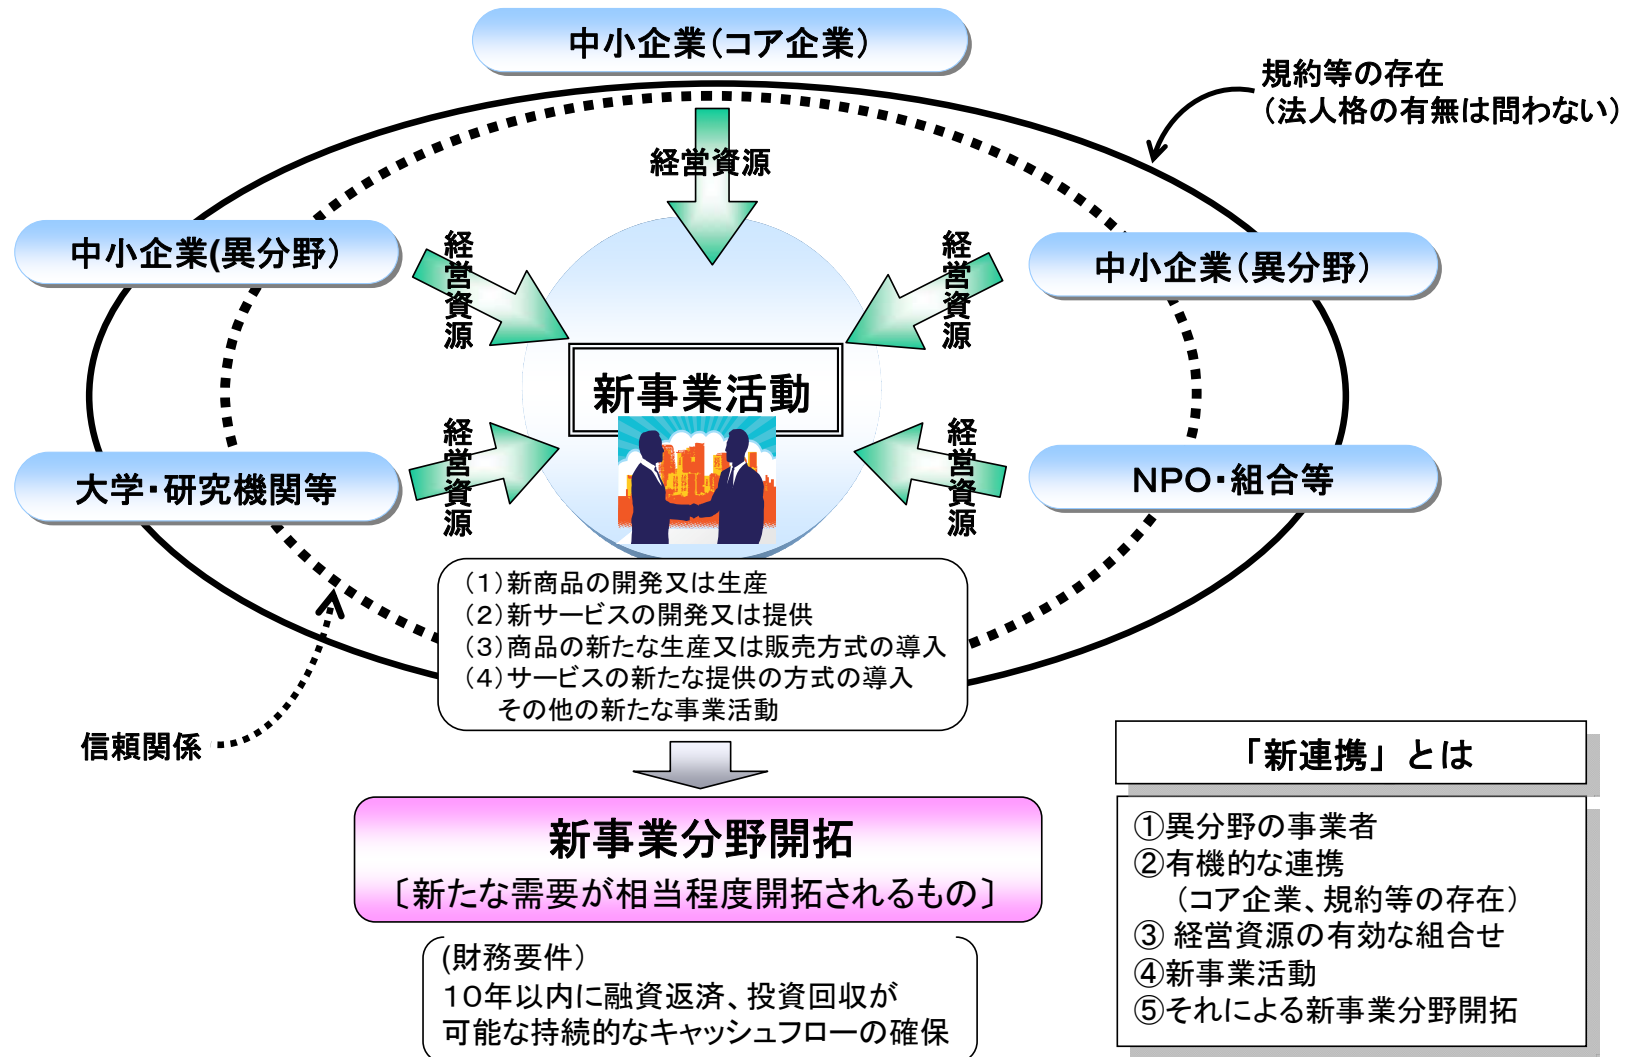 中小企業（コア企業）
規約等の存在
（法人格の有無は問わない）
経営資源
中小企業(異分野）
経営資源
経営資源
中小企業（異分野）
新事業活動
大学・研究機関等
経営資源
経営資源
ＮＰＯ・組合等
（１）新商品の開発又は生産
（２）新サービスの開発又は提供
（３）商品の新たな生産又は販売方式の導入
（４）サービスの新たな提供の方式の導入
その他の新たな事業活動
信頼関係
新事業分野開拓
〔新たな需要が相当程度開拓されるもの〕
(財務要件）
１０年以内に融資返済、投資回収が
可能な持続的なキャッシュフローの確保
「新連携」とは
①異分野の事業者
②有機的な連携
（コア企業、規約等の存在）
③ 経営資源の有効な組合せ
④新事業活動
⑤それによる新事業分野開拓